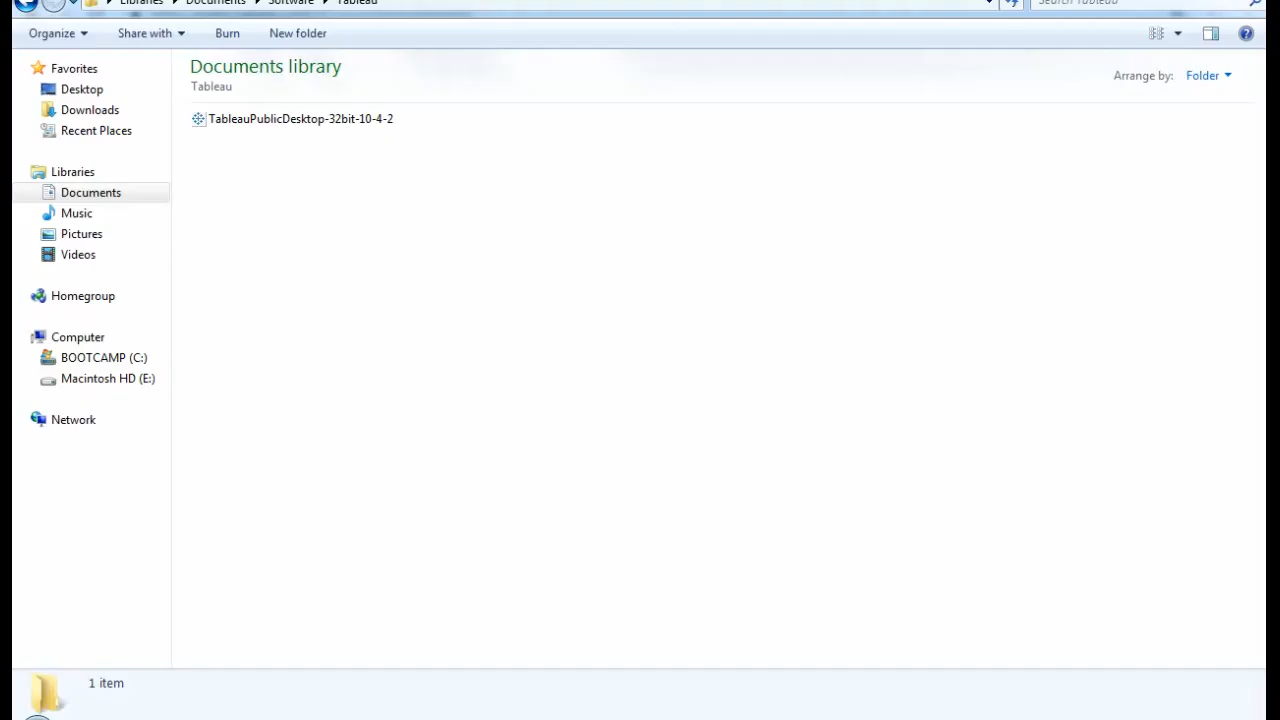 Libraries Documents Software Tableau Search Tableau
Organize Share with Burn New folder
Favorites
Desktop
Downloads
Recent Places
Libraries
Documents
Music
Pictures
Videos
Homegroup
Computer
BOOTCAMP (C:)
Macintosh HD (E:)
Network
Documents library
Tableau
Arrange by: Folder
TableauPublicDesktop-32bit-10-4-2
1 item